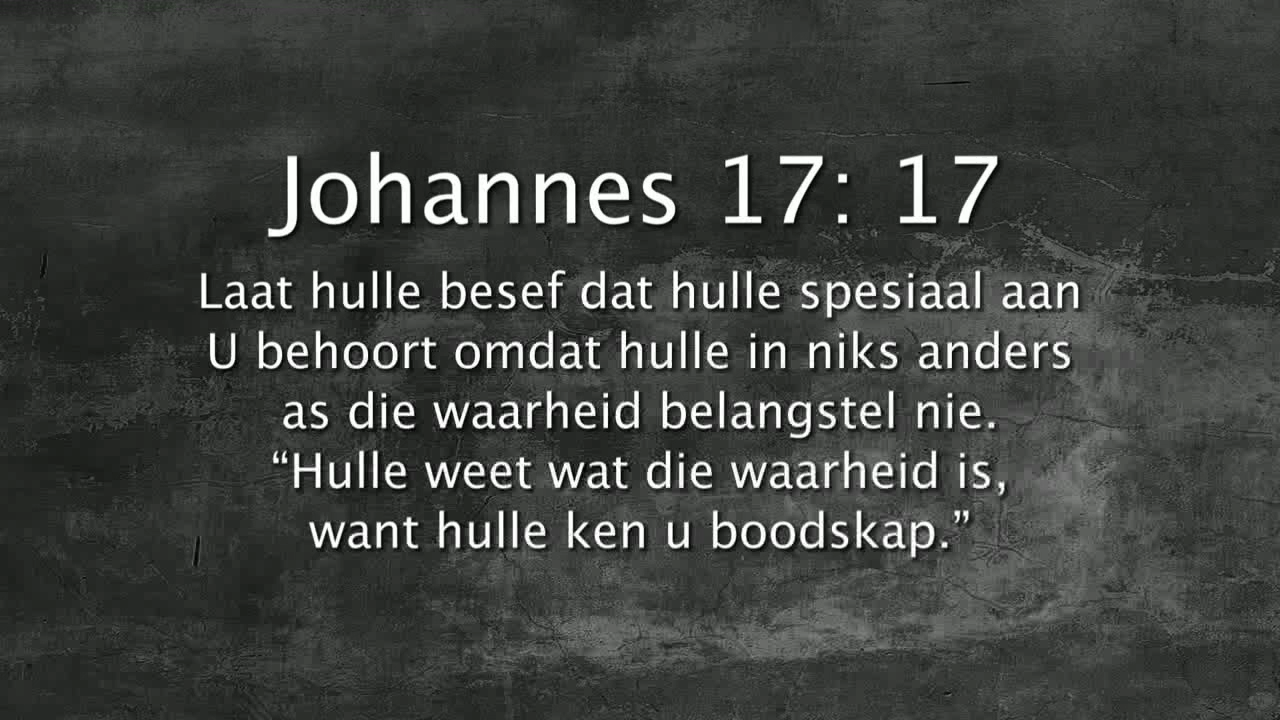 Johannes 17: 17
Laat hulle besef dat hulle spesiaal aan
U behoort omdat hulle in niks anders
as die waarheid belangstel nie.
“Hulle weet wat die waarheid is,
want hulle ken u boodskap.”